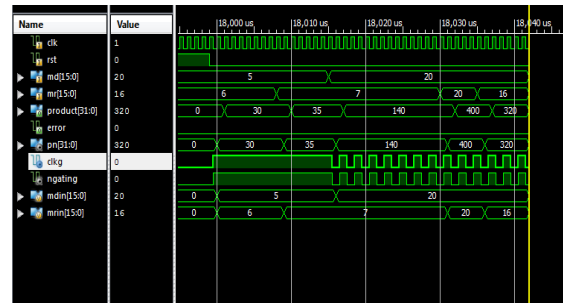 Name Value 18,000 us 18,010 us 18,020 us 18,030 us 18,040 us
clk 1
rst 0
md[15:0] 20 5 20
mr[15:0] 16 6 7 20 16
product[31:0] 320 0 30 35 140 400 320
error 0
pn[31:0] 320 0 30 35 140 400 320
clkg 0
ngating 0
mdin[15:0] 20 0 5 20
mrin[15:0] 16 0 6 7 20 16